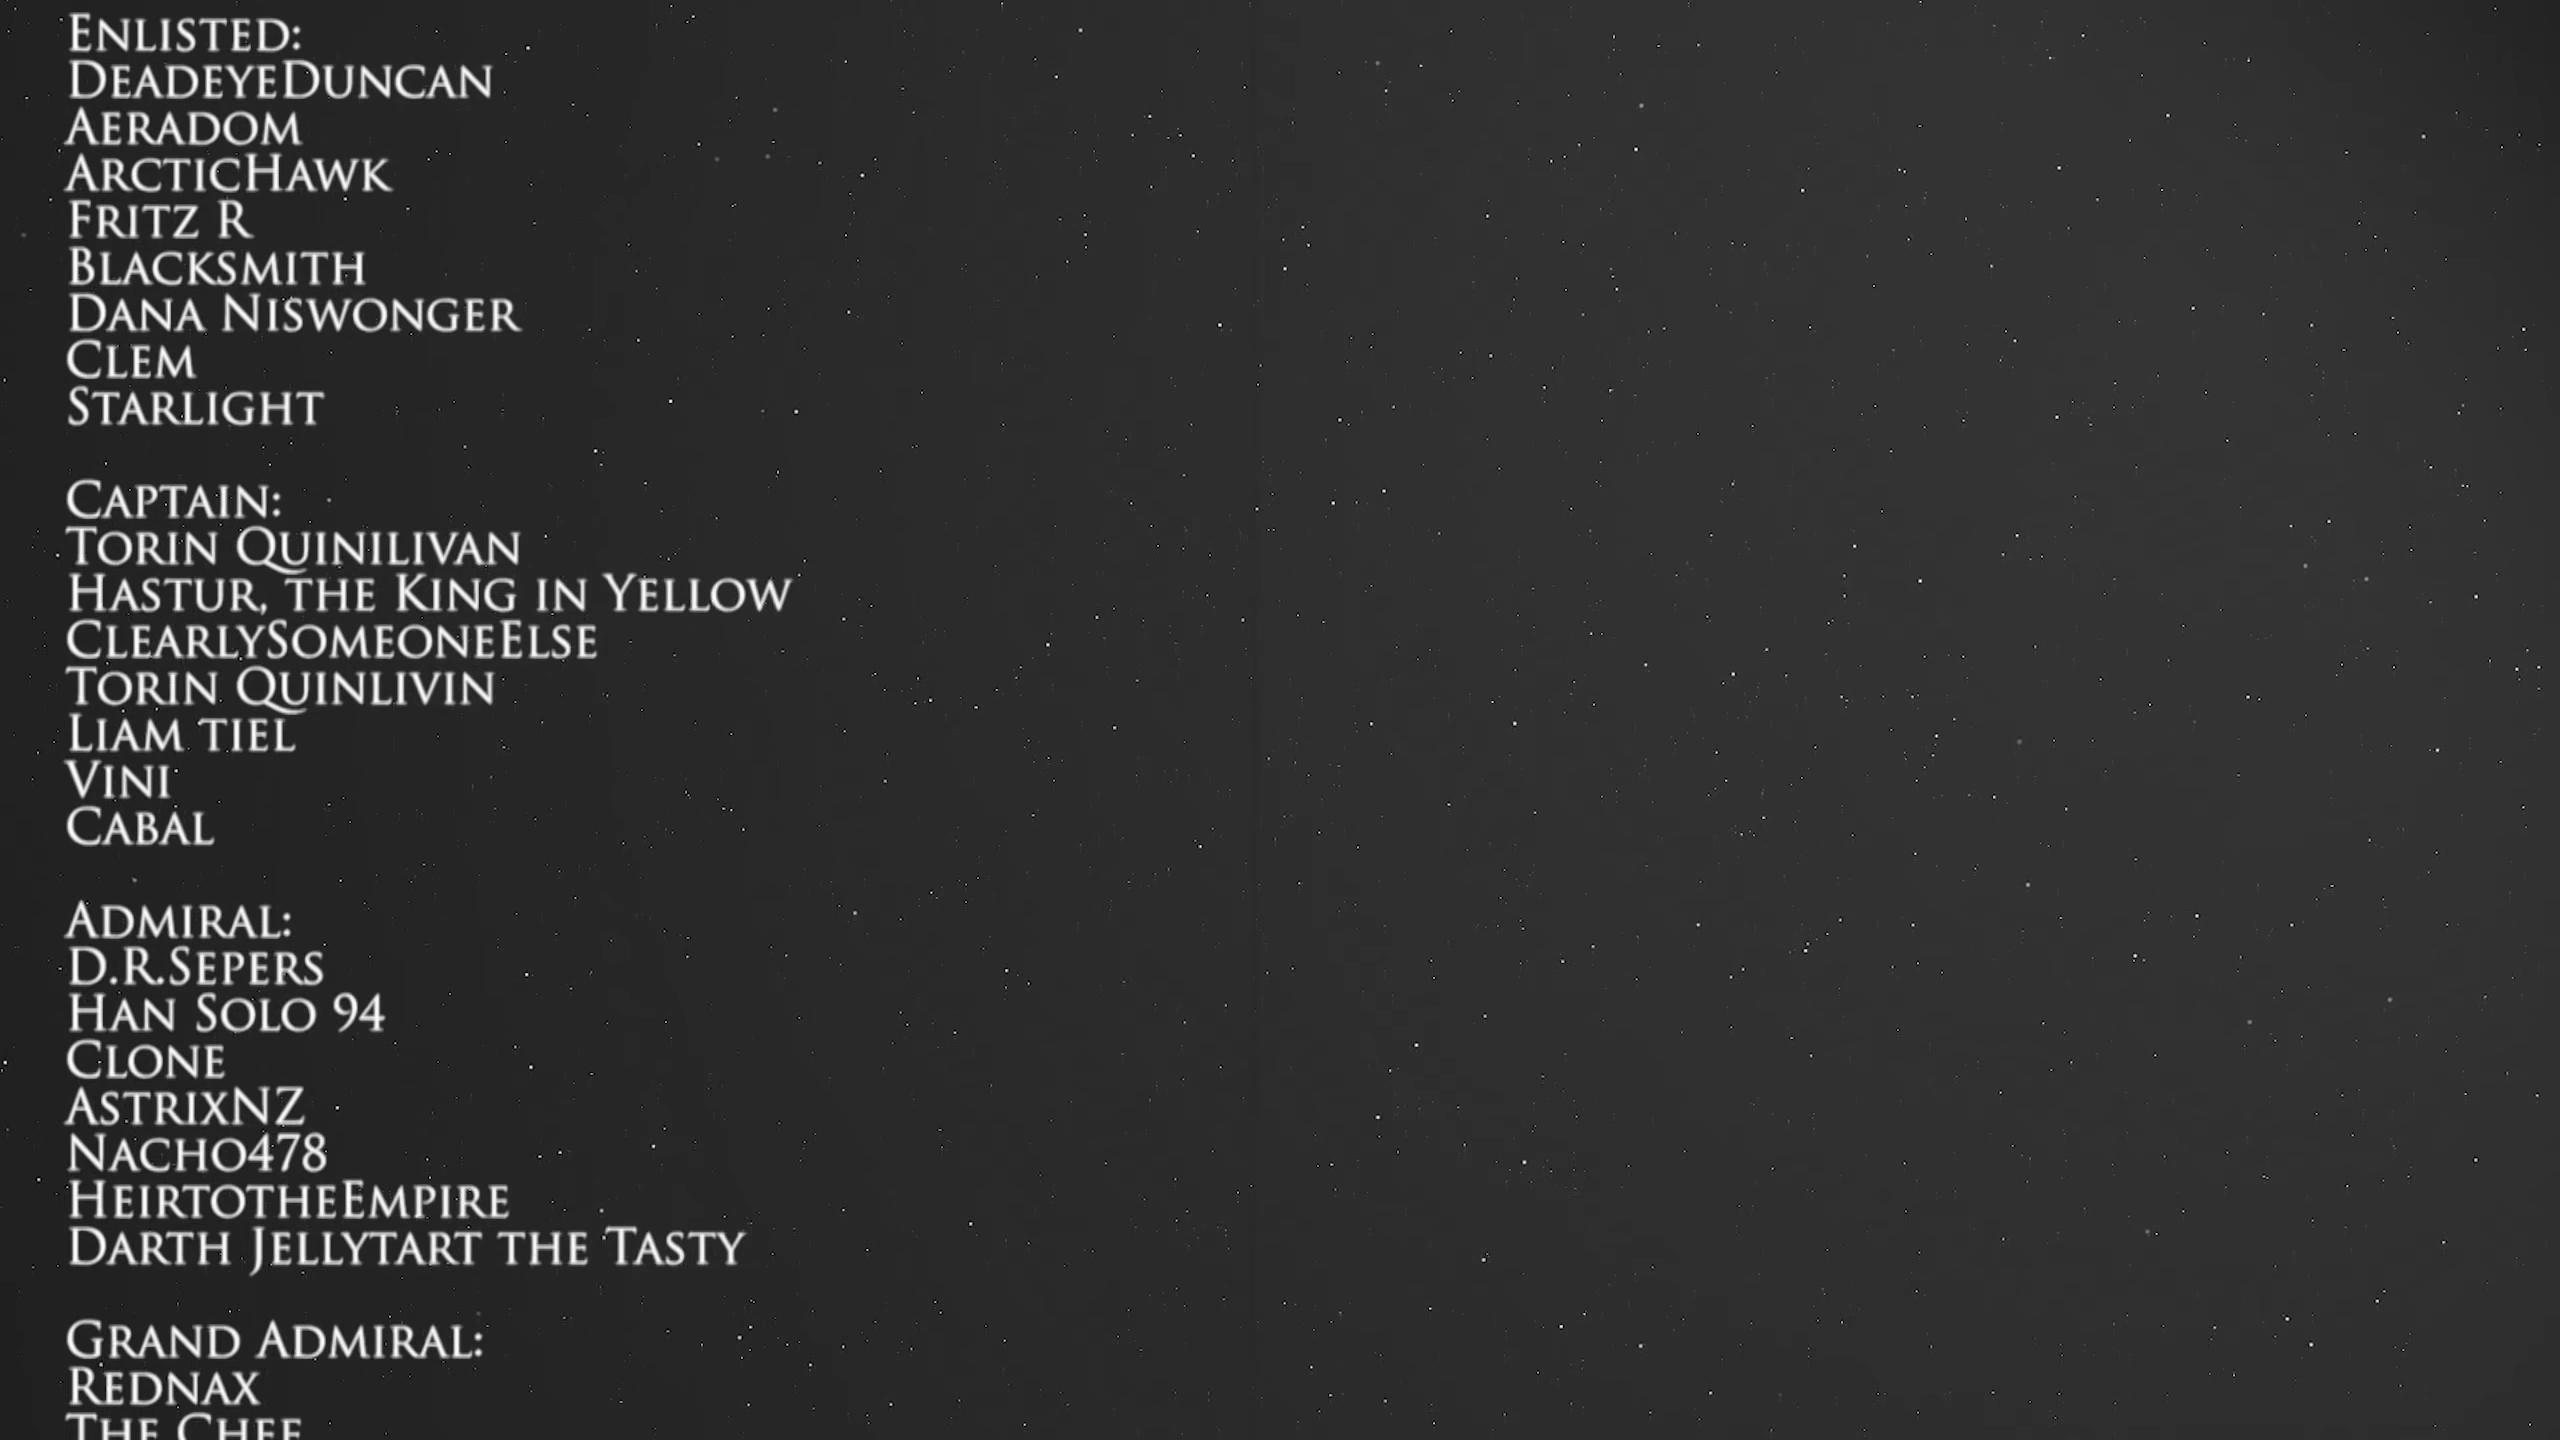 Enlisted:
DeadeyeDuncan
Aeradom
ArcticHawk
Fritz R
Blacksmith
Dana Niswonger
Clem
Starlight
Captain:
Torin Quinilivan
Hastur, the King in Yellow
ClearlySomeoneElse
Torin Quinlivin
Liam tiel
Vini
Cabal
Admiral:
D.R.Sepers
Han Solo 94
Clone
AstrixNZ
Nacho478
HeirtotheEmpire
Darth Jellytart the Tasty
Grand Admiral:
Rednax
The Chef